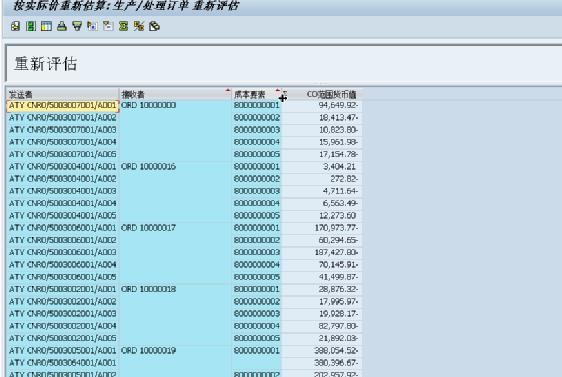 按实际价重新估算: 生产/处理订单 重新评估
重新评估
发送者 接收者 成本要素 CO范围货币值
ATY CNR0/5003007001/A001 ORD 10000000 8000000001 94,649.92-
ATY CNR0/5003007001/A002 8000000002 18,413.47-
ATY CNR0/5003007001/A003 8000000003 10,823.80-
ATY CNR0/5003007001/A004 8000000004 15,961.98-
ATY CNR0/5003007001/A005 8000000005 17,154.78-
ATY CNR0/5003004001/A001 ORD 10000016 8000000001 3,404.21
ATY CNR0/5003004001/A002 8000000002 272.82-
ATY CNR0/5003004001/A003 8000000003 4,711.64-
ATY CNR0/5003004001/A004 8000000004 6,563.49-
ATY CNR0/5003004001/A005 8000000005 12,273.60
ATY CNR0/5003006001/A001 ORD 10000017 8000000001 170,973.77-
ATY CNR0/5003006001/A002 8000000002 60,294.65-
ATY CNR0/5003006001/A003 8000000003 187,427.80-
ATY CNR0/5003006001/A004 8000000004 70,145.91-
ATY CNR0/5003006001/A005 8000000005 41,499.87-
ATY CNR0/5003002001/A001 ORD 10000018 8000000001 28,876.32-
ATY CNR0/5003002001/A002 8000000002 17,995.97-
ATY CNR0/5003002001/A003 8000000003 19,928.17-
ATY CNR0/5003002001/A004 8000000004 82,797.80-
ATY CNR0/5003002001/A005 8000000005 21,892.03-
ATY CNR0/5003005001/A001 ORD 10000019 8000000001 388,054.52-
ATY CNR0/5003064001/A001 380,396.67-
ATY CNR0/5003005001/A002 8000000002 202,957.92-